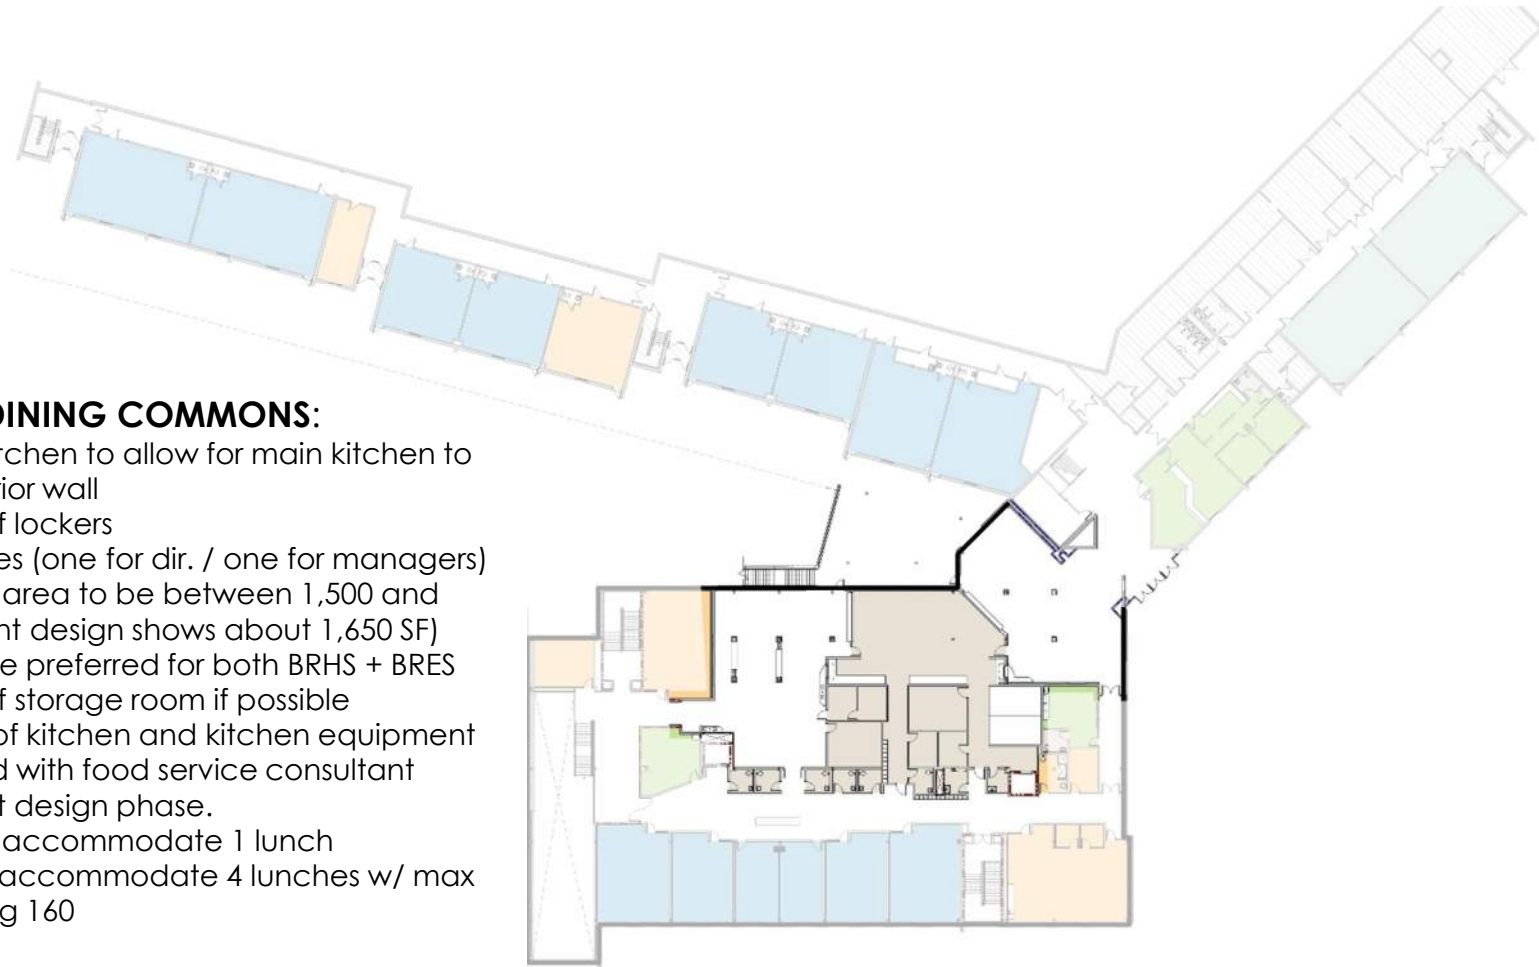 DINING COMMONS:
tchen to allow for main kitchen to
rior wall
f lockers
es (one for dir. / one for managers)
area to be between 1,500 and
nt design shows about 1,650 SF)
e preferred for both BRHS + BRES
f storage room if possible
of kitchen and kitchen equipment
d with food service consultant
t design phase.
accommodate 1 lunch
accommodate 4 lunches w/ max
g 160